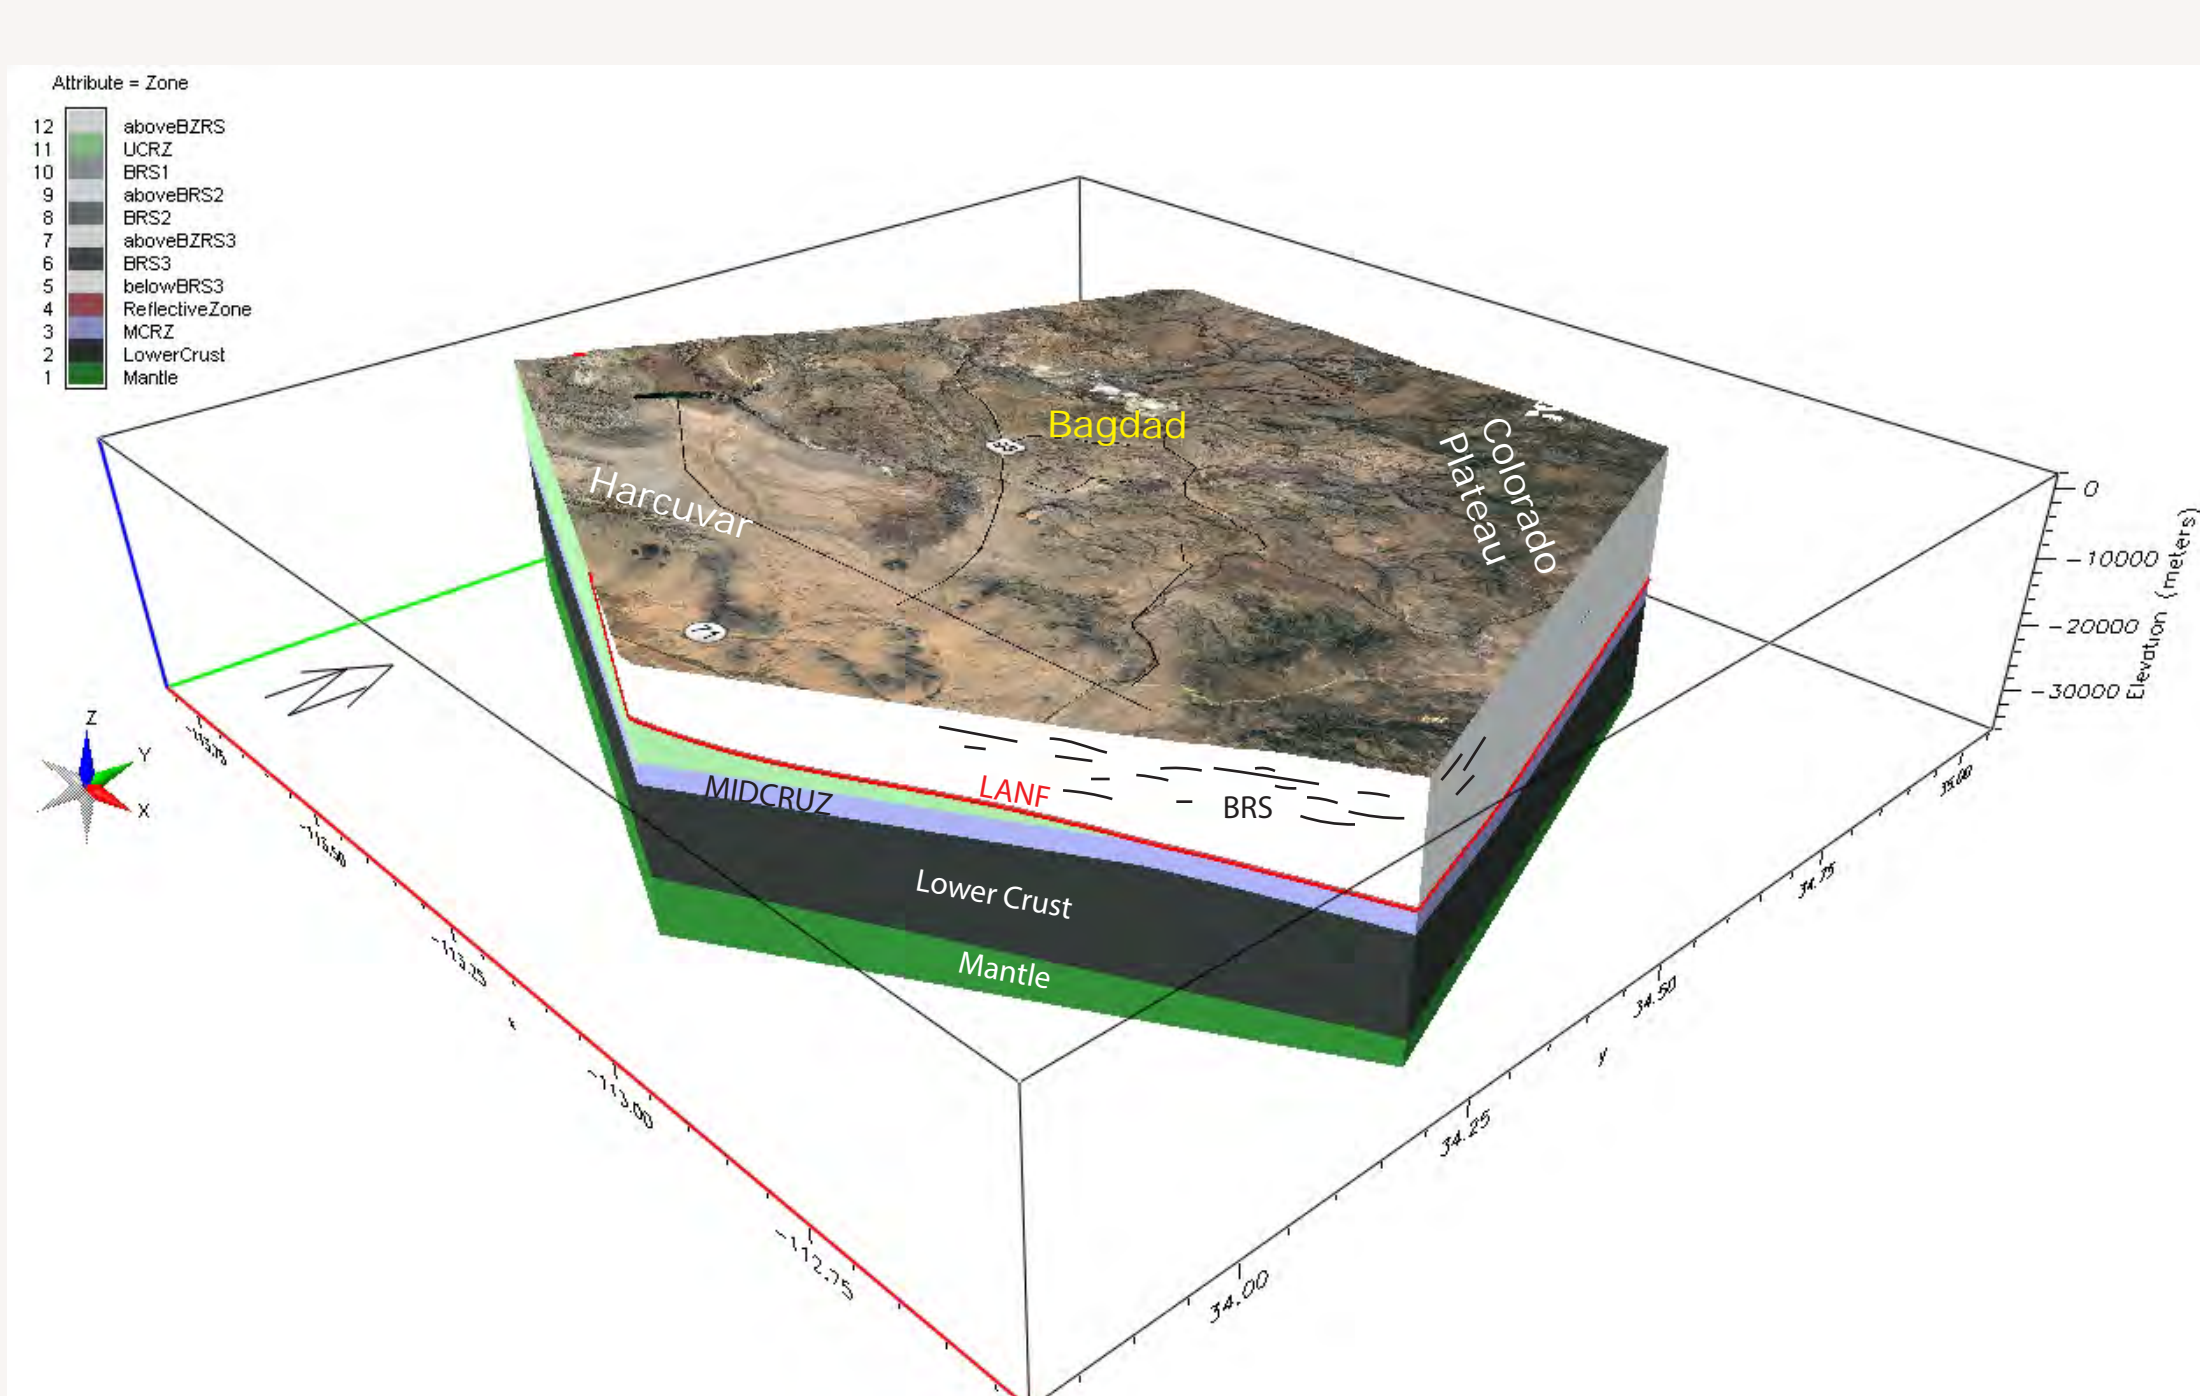 Attribute = Zone
12 aboveBZRS
11 UCRZ
10 BRS1
9 aboveBRS2
8 BRS2
7 aboveBZRS3
6 BRS3
5 belowBRS3
4 ReflectiveZone
3 MCRZ
2 LowerCrust
1 Mantle
Bagdad
Colorado
Plateau
Harcuvar
71
LANF
BRS
MIDCRUZ
Lower Crust
Mantle
0
-10000
-20000
-30000
Elevation (meters)
Z
Y
X
-113.75
-113.50
-113.25
-113.00
-112.75
x
35.00
34.75
34.50
34.25
34.00
y